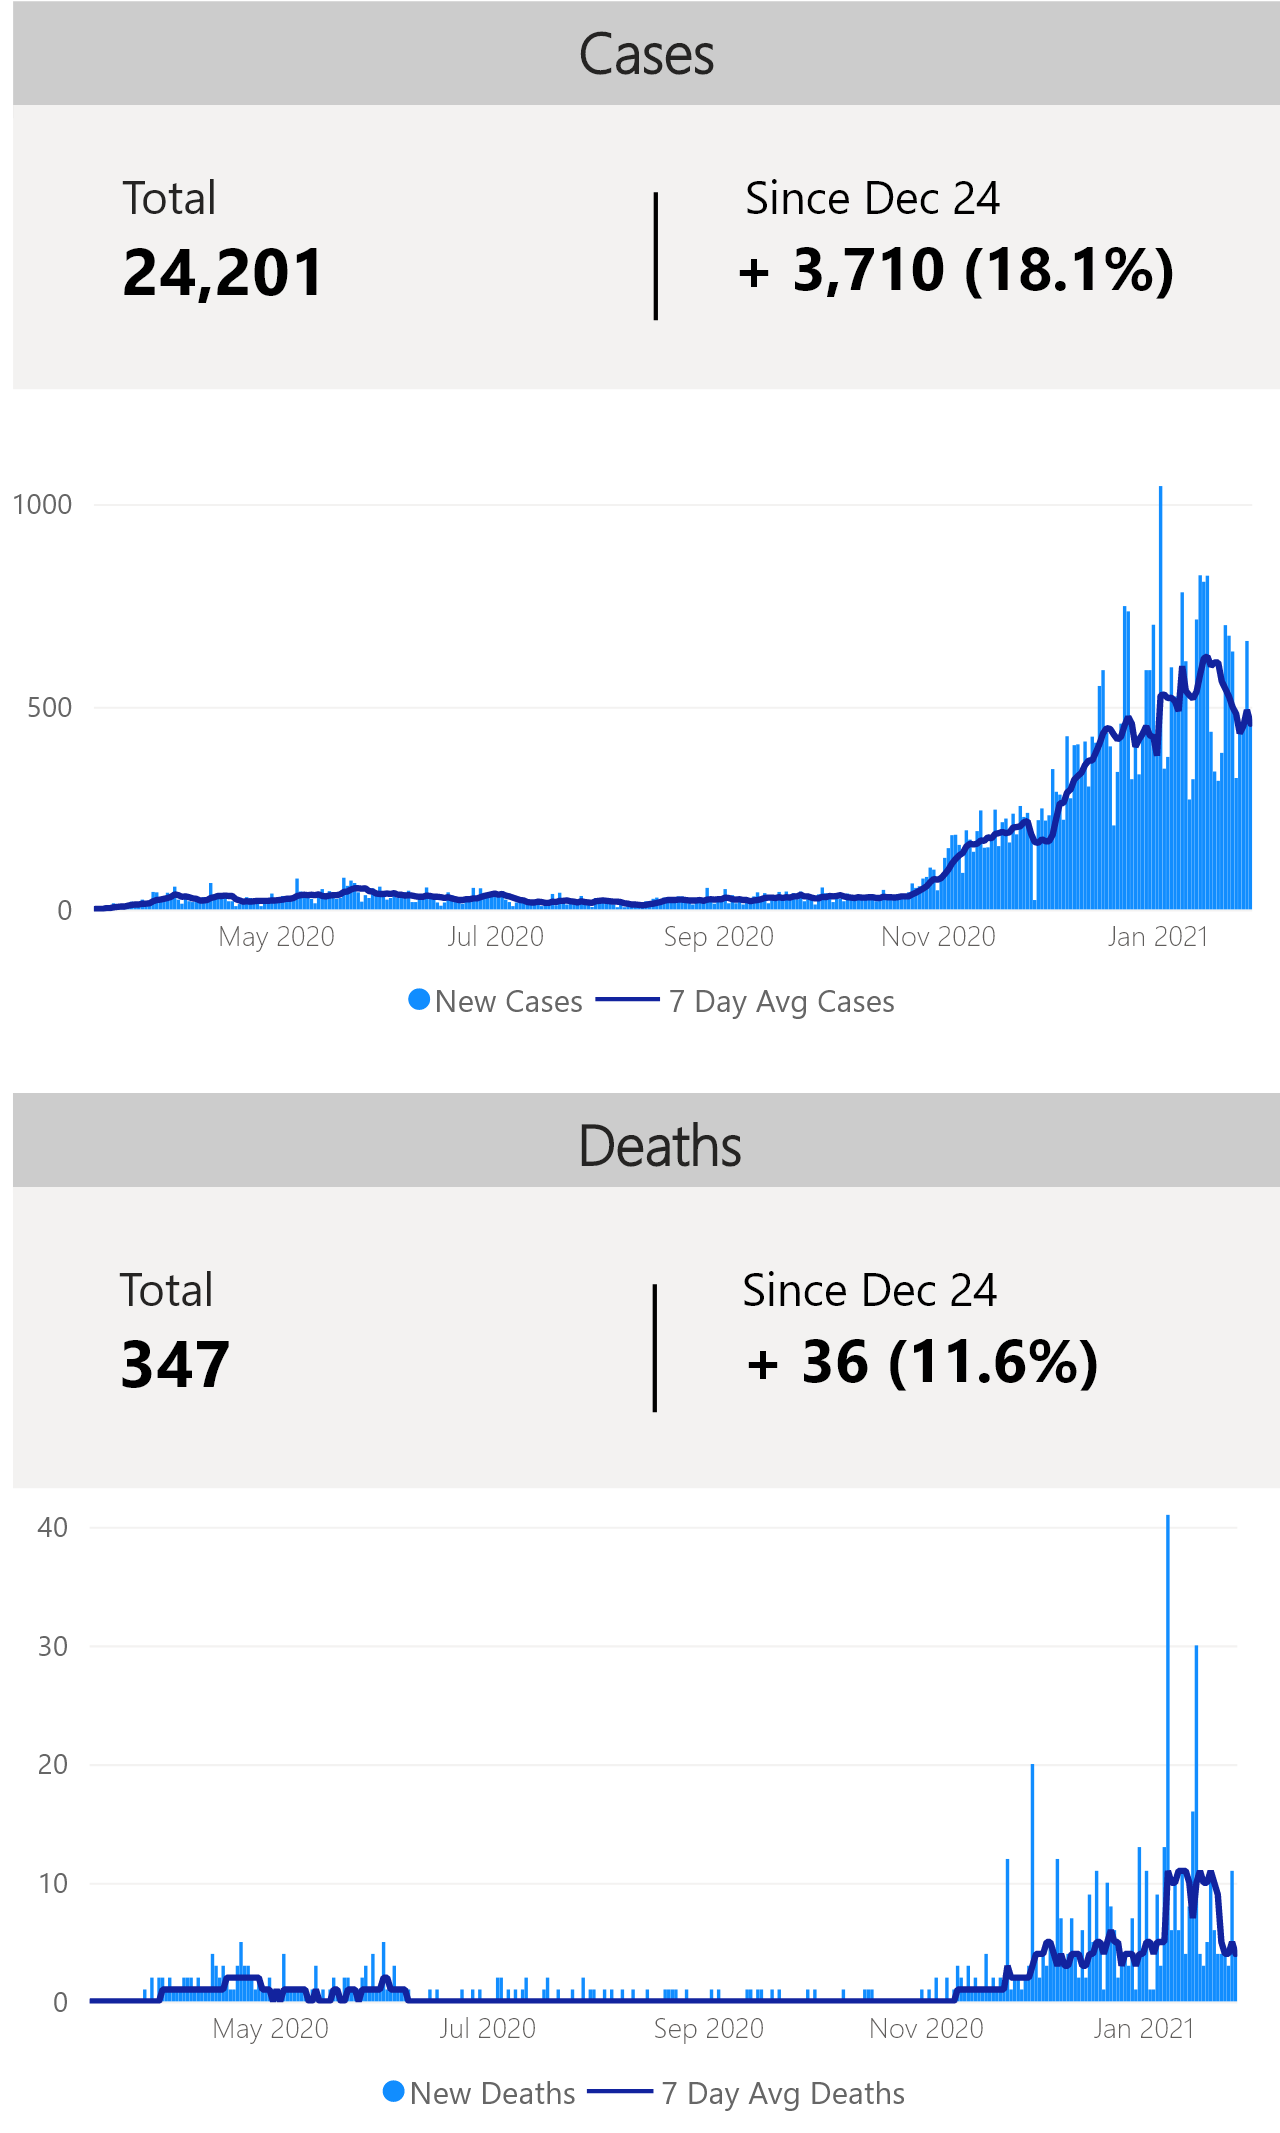 Cases
Total
Since Dec 24
24,201
+ 3,710 (18.1%)
1000
500
0
May 2020
Jul 2020
Sep 2020
Nov 2020
Jan 2021
New Cases
7 Day Avg Cases
Deaths
Total
Since Dec 24
347
+ 36 (11.6%)
40
30
20
10
0
May 2020
Jul 2020
Sep 2020
Nov 2020
Jan 2021
New Deaths
7 Day Avg Deaths